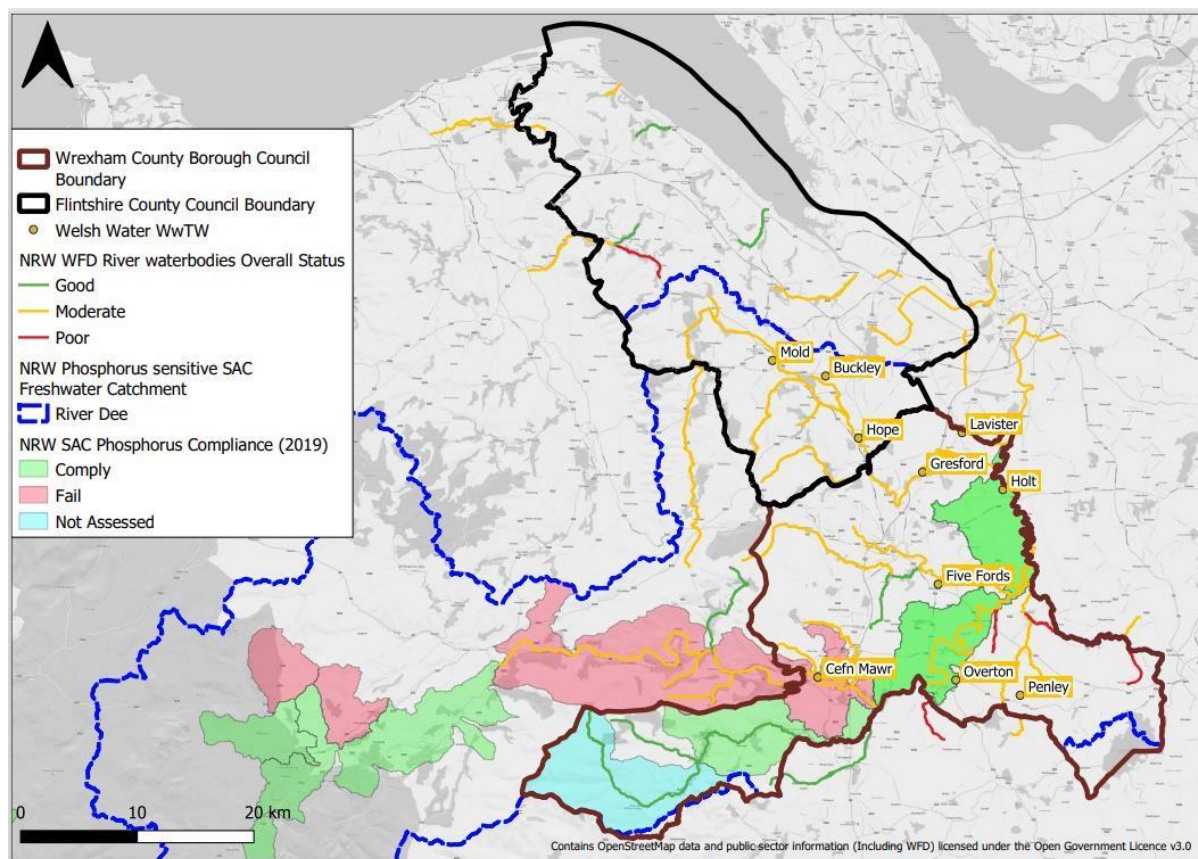 Wrexham County Borough Council
Boundary
Flintshire County Council Boundary
Welsh Water WwTW
NRW WFD River waterbodies Overall Status
Good
Moderate
Poor
NRW Phosphorus sensitive SAC
Freshwater Catchment
River Dee
NRW SAC Phosphorus Compliance (2019)
Comply
Fail
Not Assessed
Mold
Buckley
Hope
Lavister
Gresford
Holt
Five Fords
Cefn Mawr
Overton
Penley
0 10 20 km
Contains OpenStreetMap data and public sector information (Including WFD) licensed under the Open Government Licence v3.0